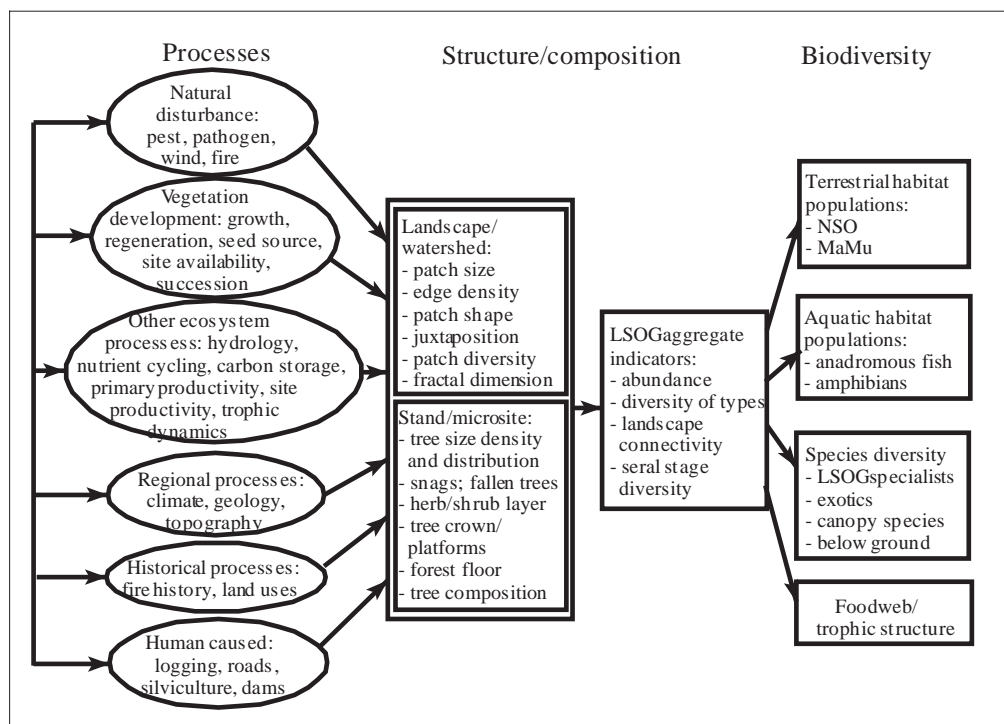 Processes
Structure/composition
Biodiversity
Natural
disturbance:
pest, pathogen,
wind, fire
Vegetation
development: growth,
regeneration, seed source,
site availability,
succession
Other ecosystem
processess: hydrology,
nutrient cycling, carbon storage,
primary productivity, site
productivity, trophic
dynamics
Regional processes:
climate, geology,
topography
Historical processes:
fire history, land uses
Human caused:
logging, roads,
silviculture, dams
Landscape/
watershed:
- patch size
- edge density
- patch shape
- juxtaposition
- patch diversity
- fractal dimension
Stand/microsite:
- tree size density
and distribution
- snags; fallen trees
- herb/shrub layer
- tree crown/
platforms
- forest floor
- tree composition
LSOG aggregate
indicators:
- abundance
- diversity of types
- landscape
connectivity
- seral stage
diversity
Terrestrial habitat
populations:
- NSO
- MaMu
Aquatic habitat
populations:
- anadromous fish
- amphibians
Species diversity
- LSOG specialists
- exotics
- canopy species
- below ground
Foodweb/
trophic structure